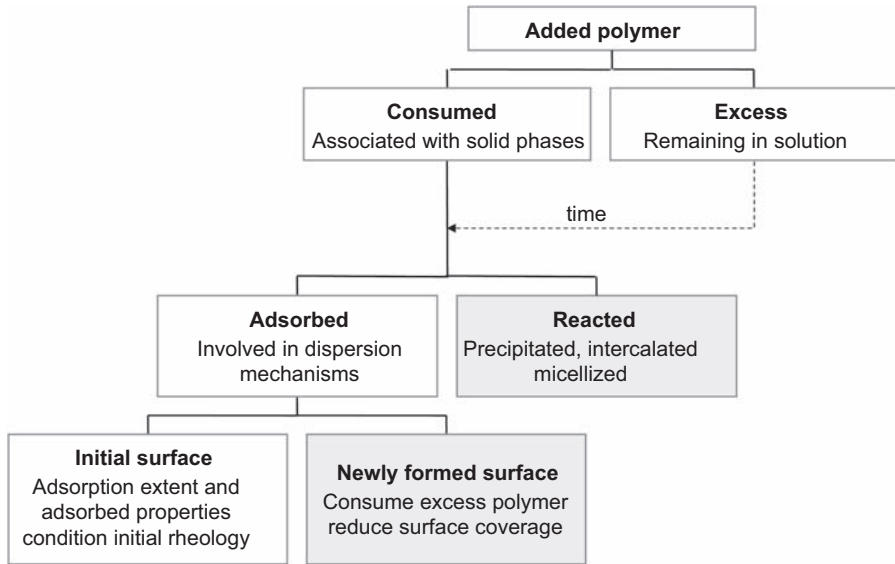 Added polymer
Consumed
Associated with solid phases
Excess
Remaining in solution
time
Adsorbed
Involved in dispersion
mechanisms
Reacted
Precipitated, intercalated
micellized
Initial surface
Adsorption extent and
adsorbed properties
condition initial rheology
Newly formed surface
Consume excess polymer
reduce surface coverage